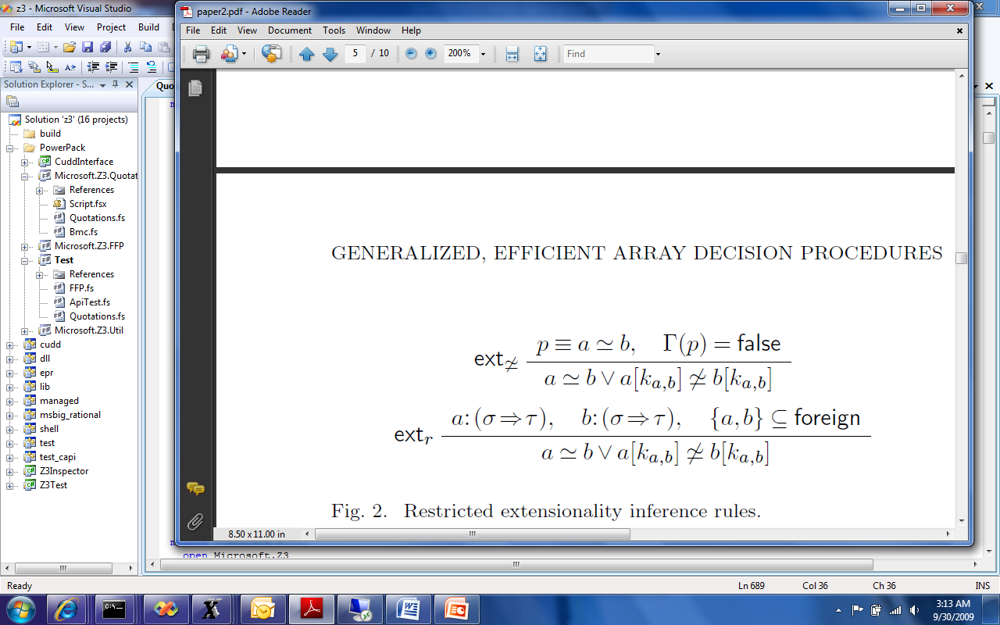 z3 - Microsoft Visual Studio
File Edit View Project Build
Solution Explorer - S...
Solution 'z3' (16 projects)
build
PowerPack
CuddInterface
Microsoft.Z3.Quotat
References
Script.fsx
Quotations.fs
Bmc.fs
Microsoft.Z3.FFP
Test
References
FFP.fs
ApiTest.fs
Quotations.fs
Microsoft.Z3.Util
cudd
dll
epr
lib
managed
msbig_rational
shell
test
test_capi
Z3Inspector
Z3Test
Quo
paper2.pdf - Adobe Reader
File Edit View Document Tools Window Help
5 / 10 200% Find
GENERALIZED, EFFICIENT ARRAY DECISION PROCEDURES
p ≡ a ≃ b, Γ(p) = false
ext≄
a ≃ b ∨ a[k_{a,b}] ≄ b[k_{a,b}]
a: (σ ⇒ τ), b: (σ ⇒ τ), {a, b} ⊆ foreign
ext_r
a ≃ b ∨ a[k_{a,b}] ≄ b[k_{a,b}]
Fig. 2. Restricted extensionality inference rules.
8.50 x 11.00 in
open Microsoft.Z3
Ready Ln 689 Col 36 Ch 36 INS
C:\
3:13 AM
9/30/2009